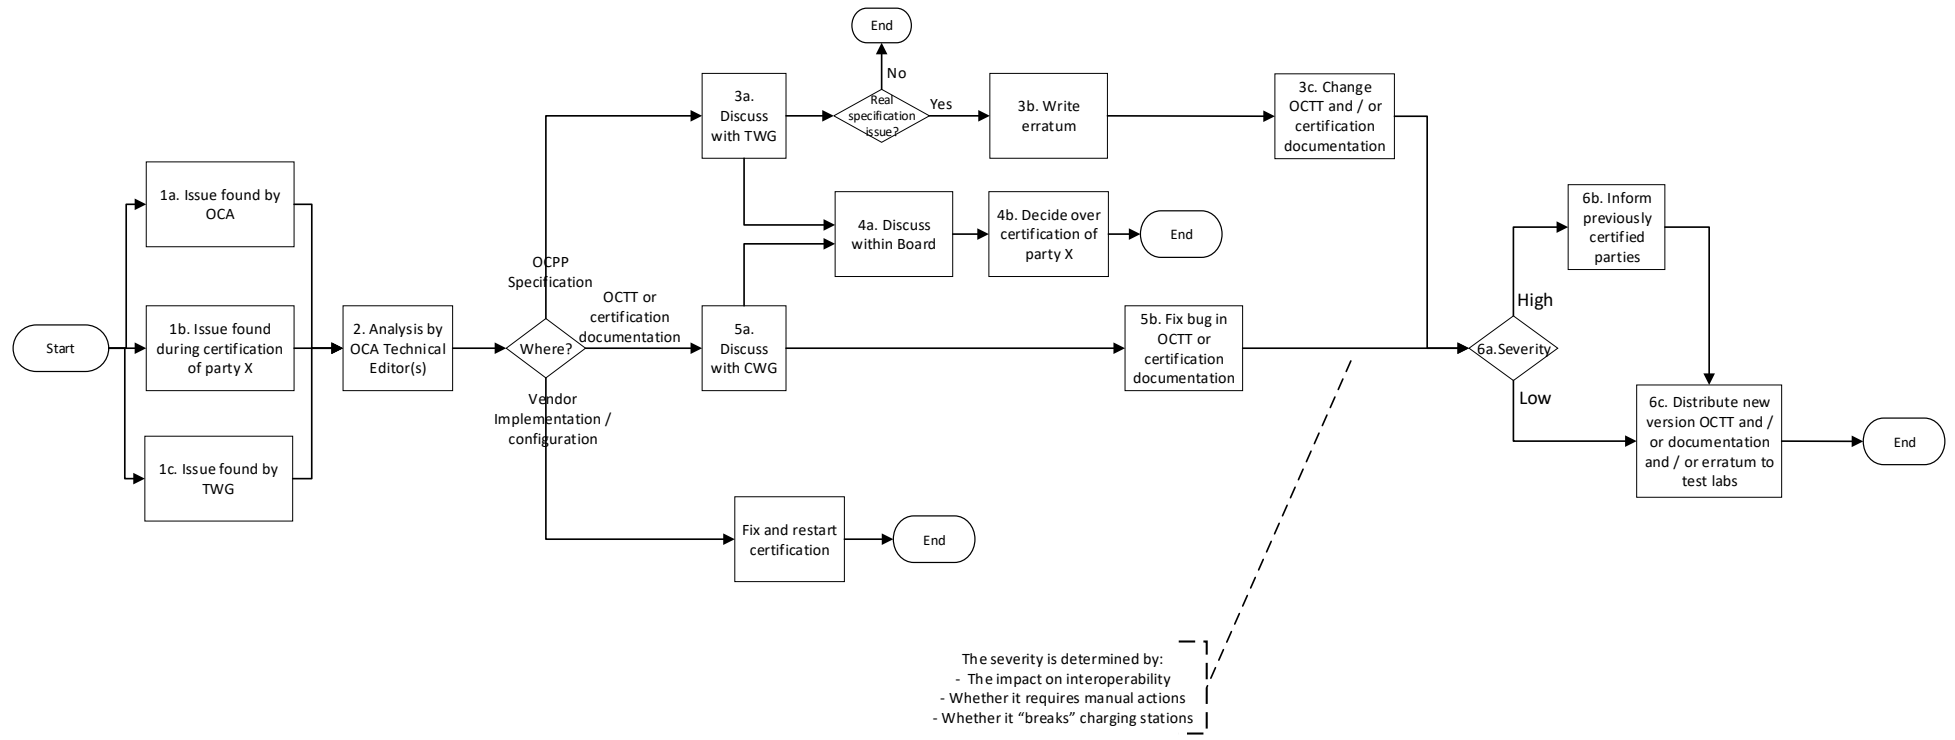 Start
1a. Issue found by
OCA
1b. Issue found
during certification
of party X
1c. Issue found by
TWG
2. Analysis by
OCA Technical
Editor(s)
Where?
OCPP
Specification
OCTT or
certification
documentation
Vendor
Implementation /
configuration
3a.
Discuss
with TWG
Real
specification
issue?
No
End
Yes
3b. Write
erratum
3c. Change
OCTT and / or
certification
documentation
4a. Discuss
within Board
4b. Decide over
certification of
party X
End
5a.
Discuss
with CWG
5b. Fix bug in
OCTT or
certification
documentation
Fix and restart
certification
End
6a.Severity
High
Low
6b. Inform
previously
certified
parties
6c. Distribute new
version OCTT and /
or documentation
and / or erratum to
test labs
End
The severity is determined by:
- The impact on interoperability
- Whether it requires manual actions
- Whether it “breaks” charging stations